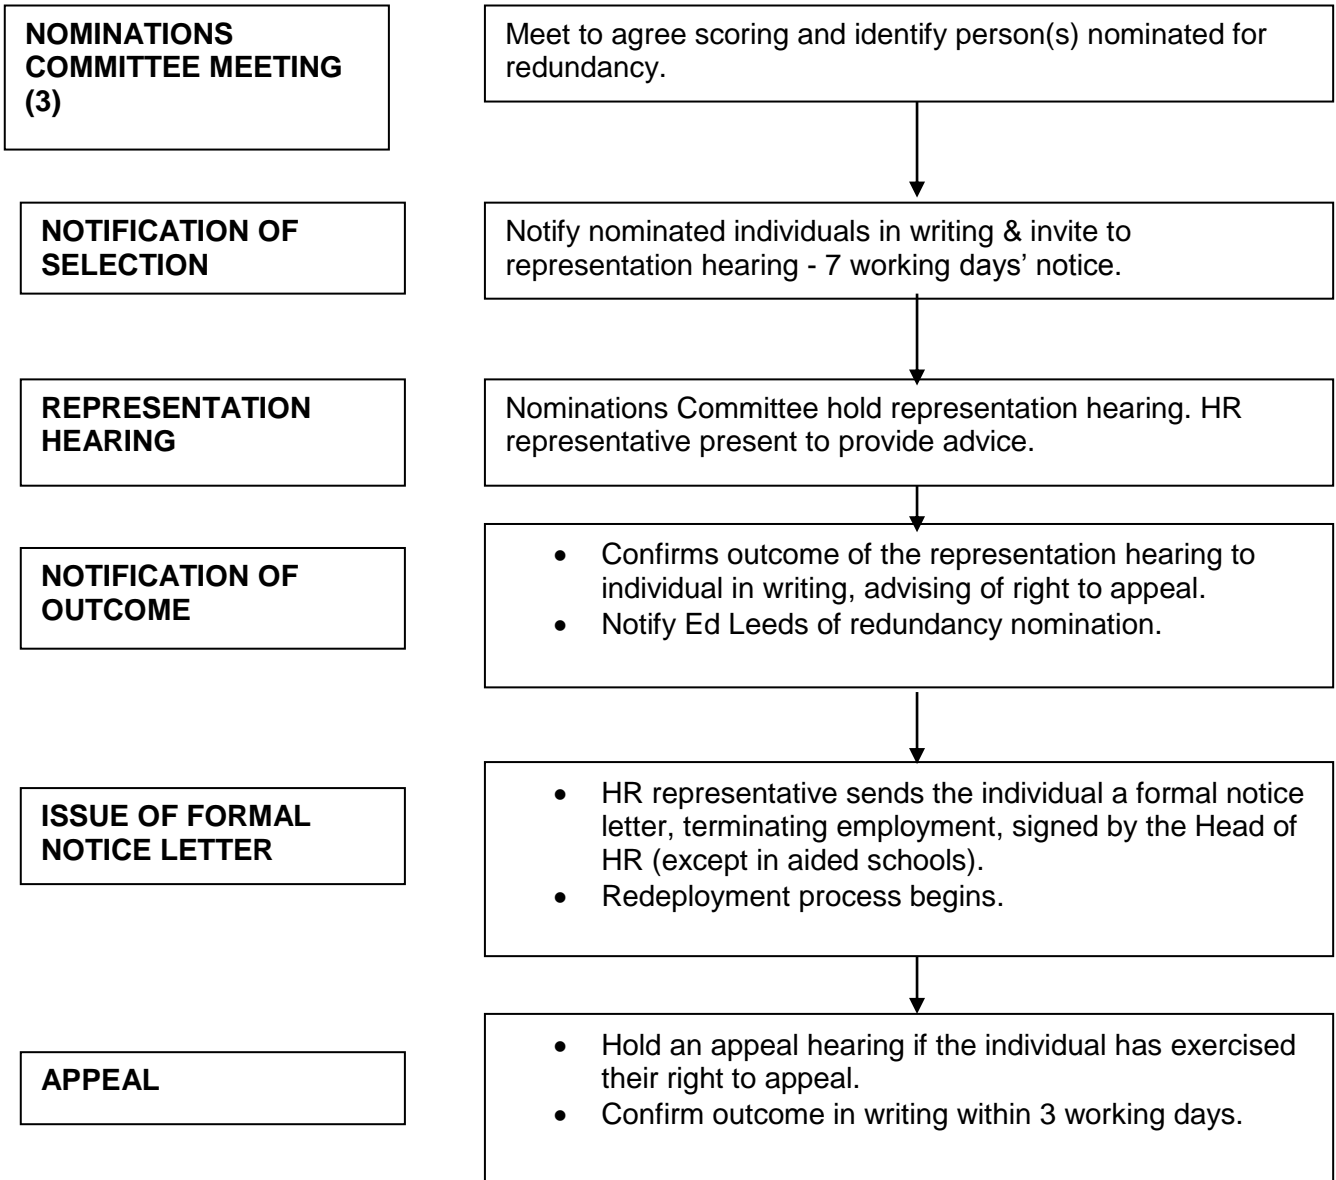 NOMINATIONS
COMMITTEE MEETING
(3)
Meet to agree scoring and identify person(s) nominated for
redundancy.
NOTIFICATION OF
SELECTION
Notify nominated individuals in writing & invite to
representation hearing - 7 working days’ notice.
REPRESENTATION
HEARING
Nominations Committee hold representation hearing. HR
representative present to provide advice.
NOTIFICATION OF
OUTCOME
• Confirms outcome of the representation hearing to
individual in writing, advising of right to appeal.
• Notify Ed Leeds of redundancy nomination.
ISSUE OF FORMAL
NOTICE LETTER
• HR representative sends the individual a formal notice
letter, terminating employment, signed by the Head of
HR (except in aided schools).
• Redeployment process begins.
APPEAL
• Hold an appeal hearing if the individual has exercised
their right to appeal.
• Confirm outcome in writing within 3 working days.